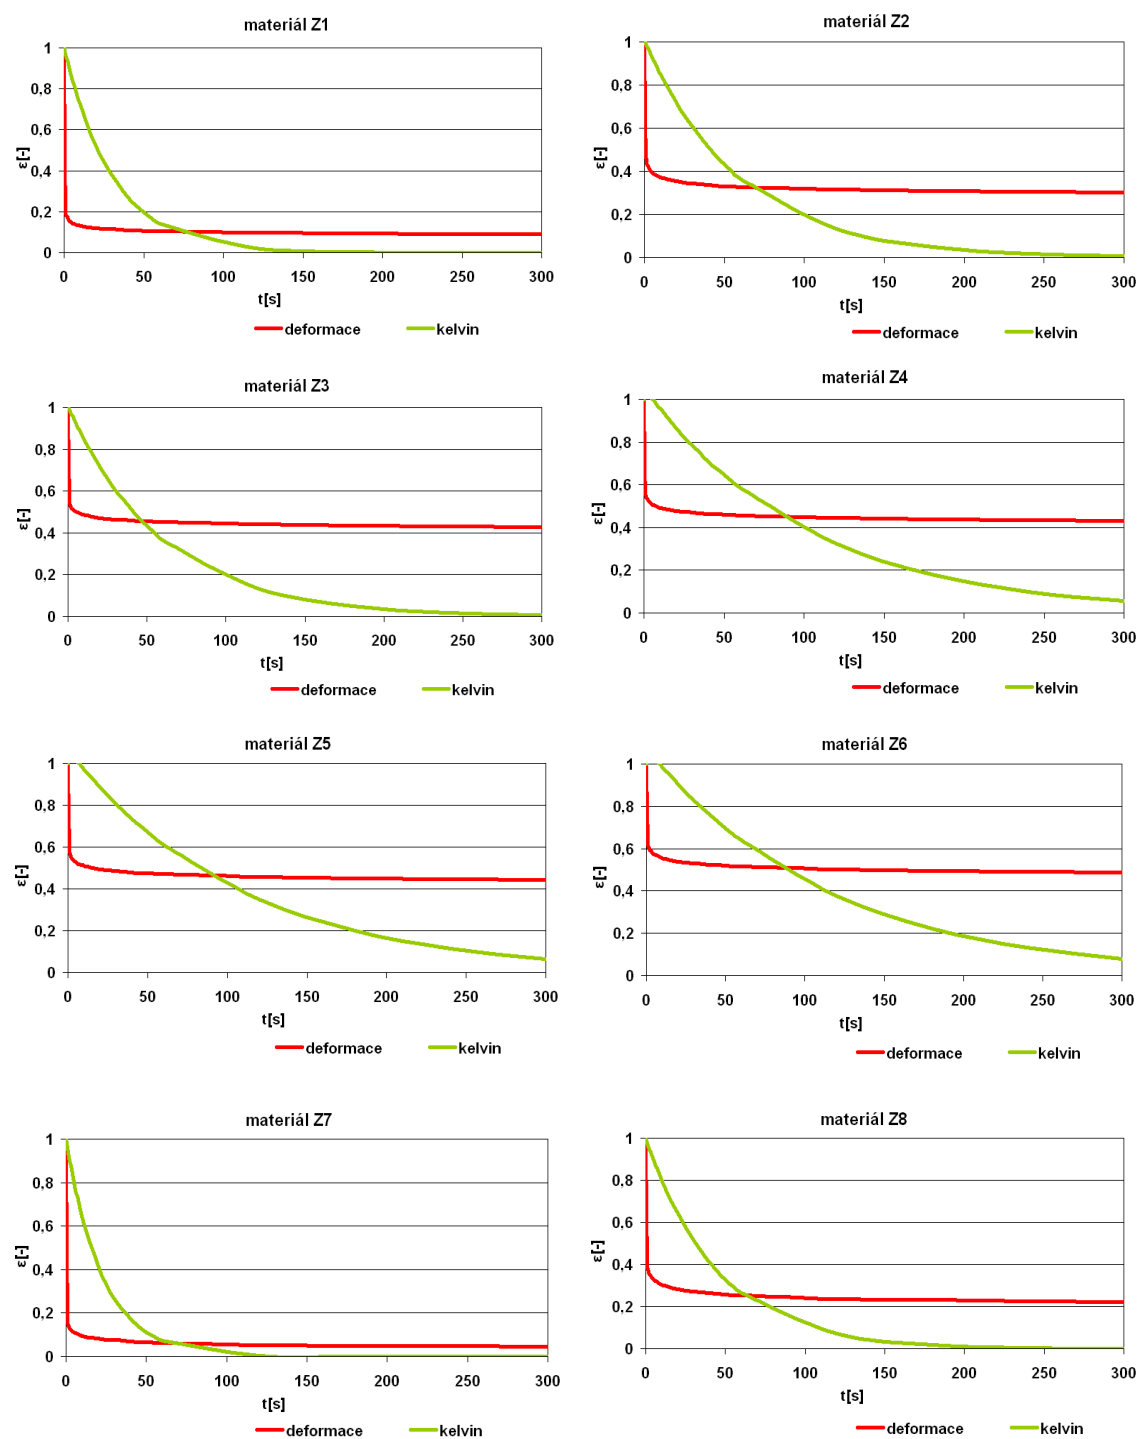 materiál Z1
1
0,8
0,6
0,4
0,2
0
ε[-]
0 50 100 150 200 250 300
t[s]
deformace kelvin
materiál Z2
1
0,8
0,6
0,4
0,2
0
ε[-]
0 50 100 150 200 250 300
t[s]
deformace kelvin
materiál Z3
1
0,8
0,6
0,4
0,2
0
ε[-]
0 50 100 150 200 250 300
t[s]
deformace kelvin
materiál Z4
1
0,8
0,6
0,4
0,2
0
ε[-]
0 50 100 150 200 250 300
t[s]
deformace kelvin
materiál Z5
1
0,8
0,6
0,4
0,2
0
ε[-]
0 50 100 150 200 250 300
t[s]
deformace kelvin
materiál Z6
1
0,8
0,6
0,4
0,2
0
ε[-]
0 50 100 150 200 250 300
t[s]
deformace kelvin
materiál Z7
1
0,8
0,6
0,4
0,2
0
ε[-]
0 50 100 150 200 250 300
t[s]
deformace kelvin
materiál Z8
1
0,8
0,6
0,4
0,2
0
ε[-]
0 50 100 150 200 250 300
t[s]
deformace kelvin